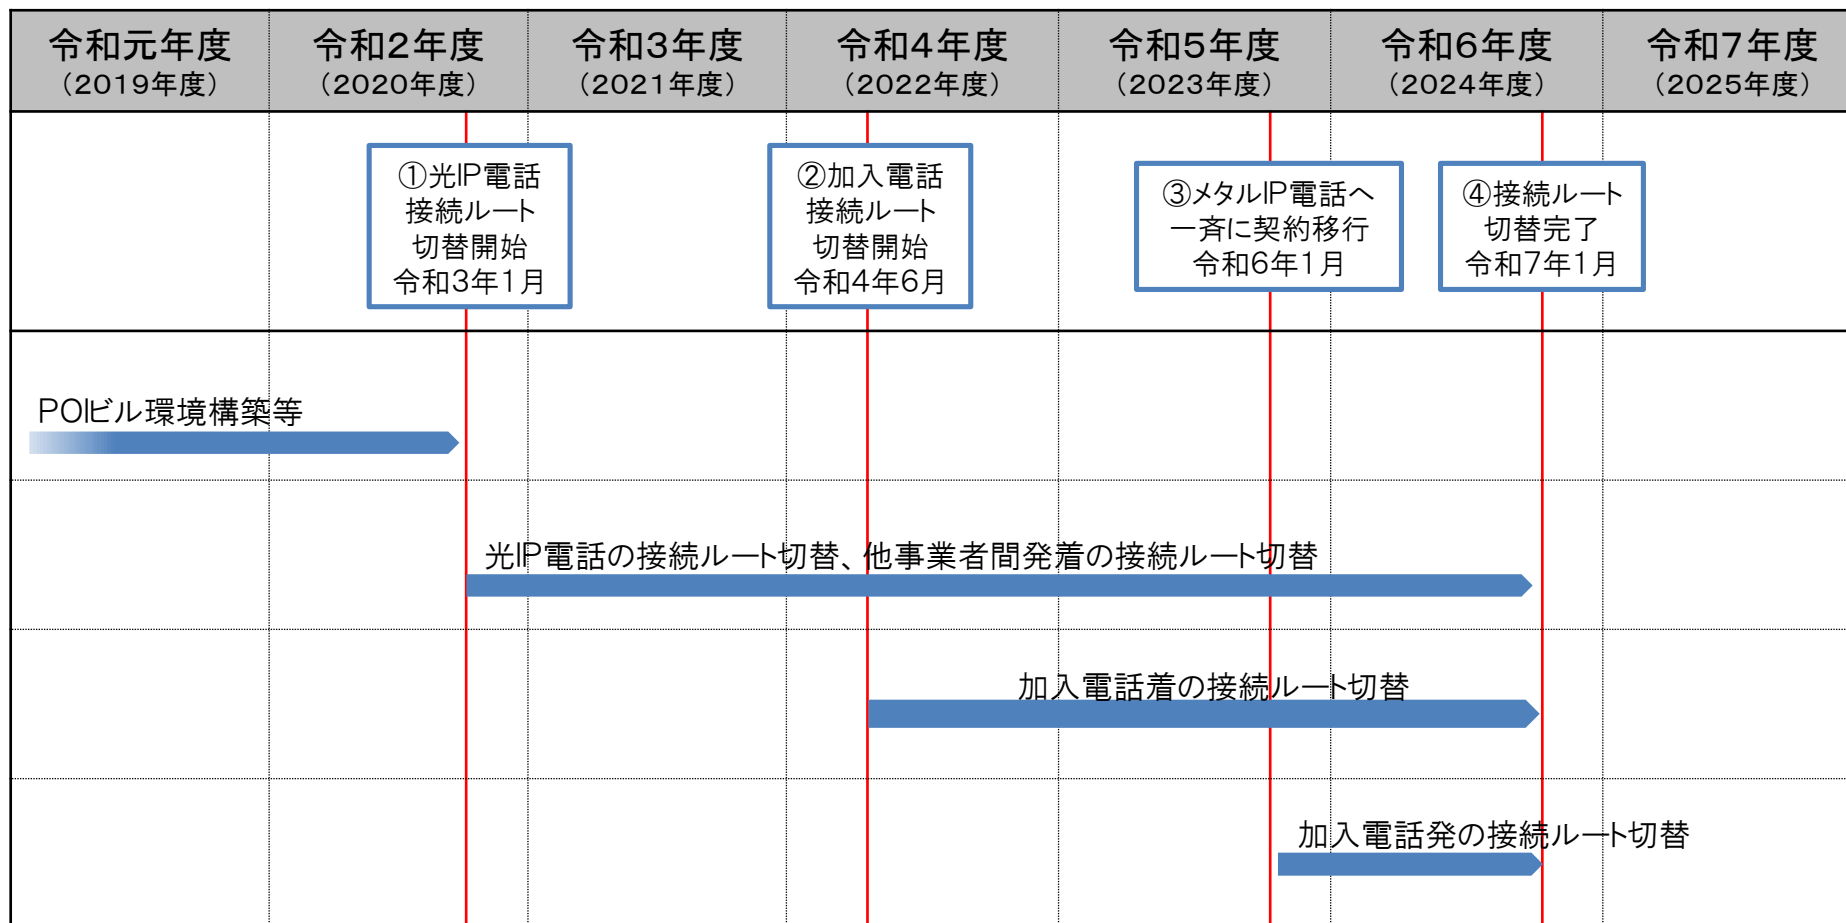 令和元年度
（2019年度）
令和2年度
（2020年度）
令和3年度
（2021年度）
令和4年度
（2022年度）
令和5年度
（2023年度）
令和6年度
（2024年度）
令和7年度
（2025年度）
①光IP電話
接続ルート
切替開始
令和3年1月
②加入電話
接続ルート
切替開始
令和4年6月
③メタルIP電話へ
一斉に契約移行
令和6年1月
④接続ルート
切替完了
令和7年1月
POIビル環境構築等
光IP電話の接続ルート切替、他事業者間発着の接続ルート切替
加入電話着の接続ルート切替
加入電話発の接続ルート切替